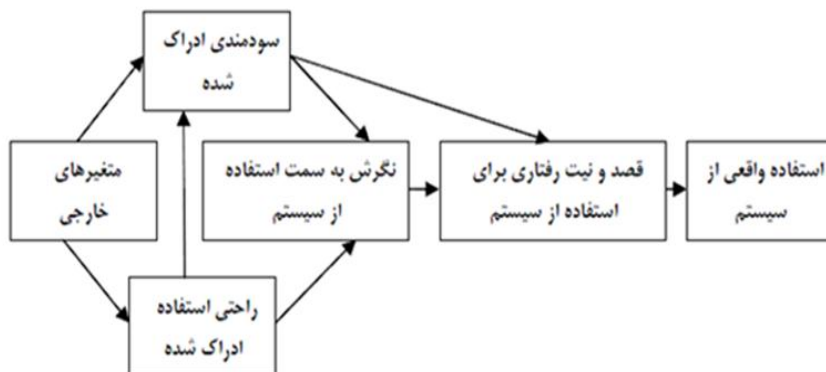 سودمندی ادراک
شده
متغیرهای
خارجی
نگرش به سمت استفاده
از سیستم
قصد و نیت رفتاری برای
استفاده از سیستم
استفاده واقعی از
سیستم
راحتی استفاده
ادراک شده